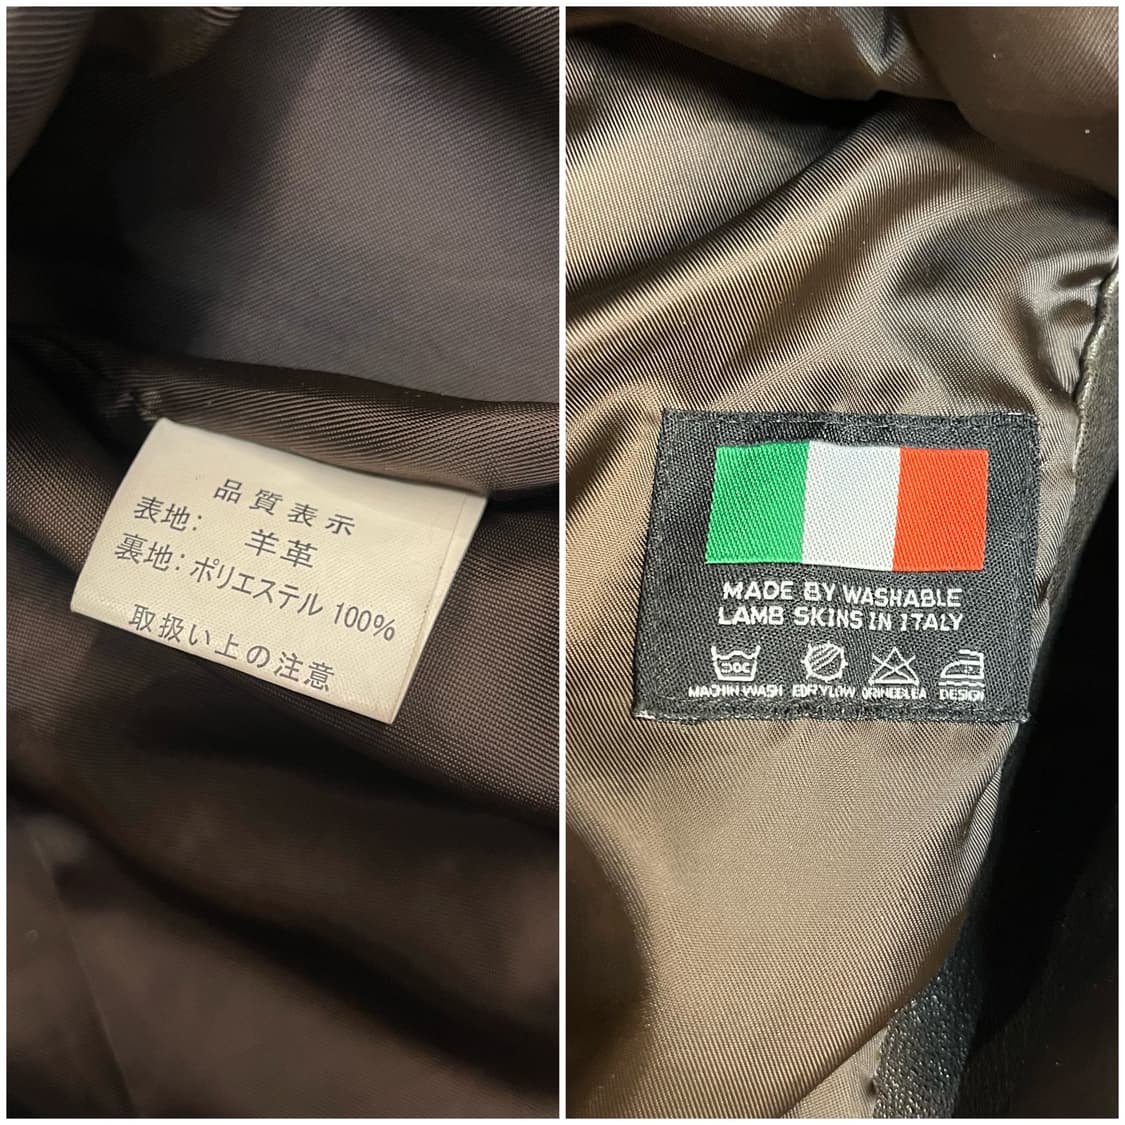 品質表示
表地: 羊革
裏地: ポリエステル 100%
取扱い上の注意
MADE BY WASHABLE
LAMB SKINS IN ITALY
MACHIN WASH
DESIGN